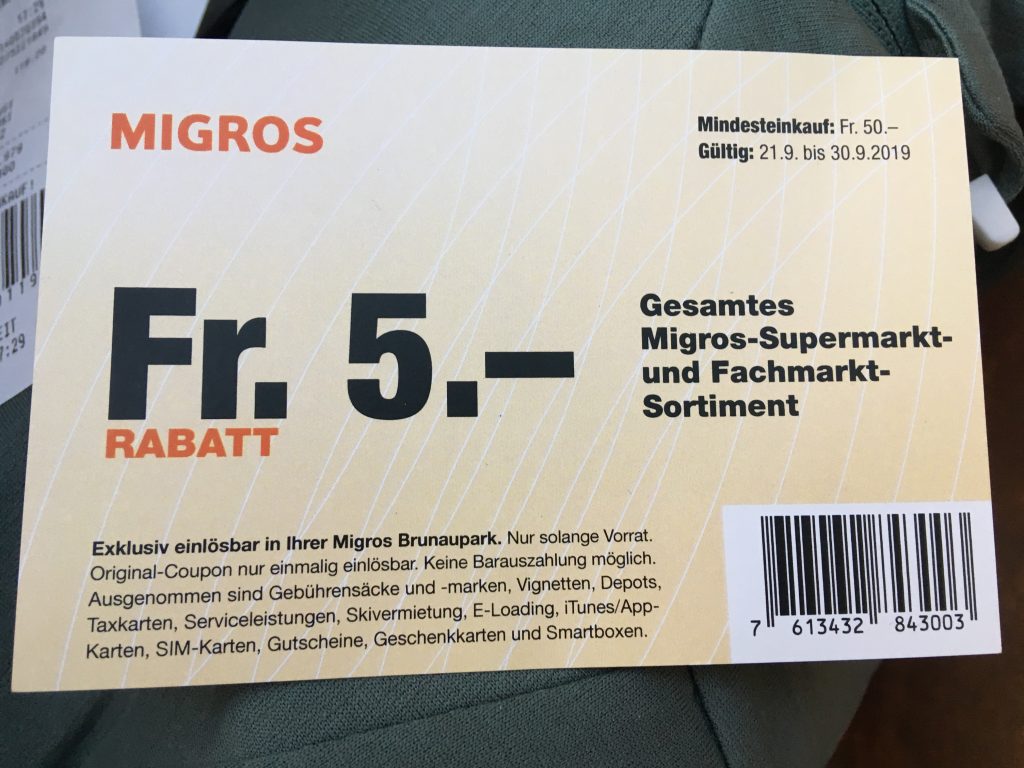 MIGROS
Mindesteinkauf: Fr. 50.–
Gültig: 21.9. bis 30.9.2019
Fr. 5.–
RABATT
Gesamtes
Migros-Supermarkt-
und Fachmarkt-
Sortiment
Exklusiv einlösbar in Ihrer Migros Brunaupark. Nur solange Vorrat.
Original-Coupon nur einmalig einlösbar. Keine Barauszahlung möglich.
Ausgenommen sind Gebührensäcke und -marken, Vignetten, Depots,
Taxkarten, Serviceleistungen, Skivermietung, E-Loading, iTunes/App-
Karten, SIM-Karten, Gutscheine, Geschenkkarten und Smartboxen.
7 613432 843003